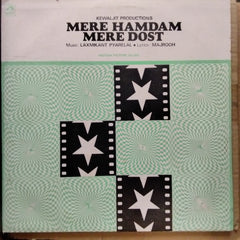 KEWALJIT PRODUCTIONS
MERE HAMDAM
MERE DOST
Music: LAXMIKANT PYARELAL • Lyrics: MAJROOH